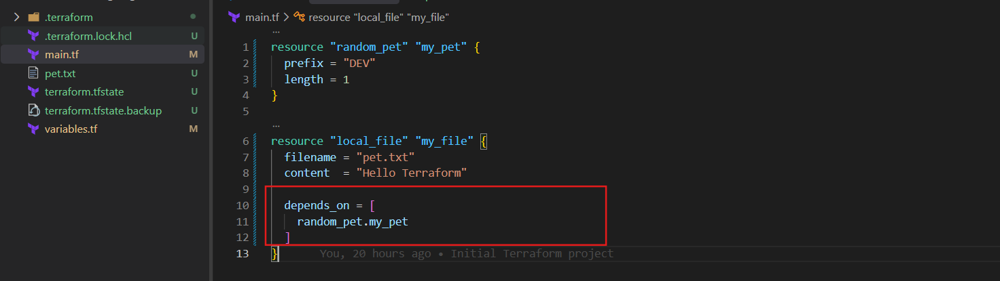 .terraform
.terraform.lock.hcl U
main.tf M
pet.txt U
terraform.tfstate U
terraform.tfstate.backup U
variables.tf M
main.tf > resource "local_file" "my_file"
...
1 resource "random_pet" "my_pet" {
2 prefix = "DEV"
3 length = 1
4 }
5
...
6 resource "local_file" "my_file" {
7 filename = "pet.txt"
8 content  = "Hello Terraform"
9
10 depends_on = [
11 random_pet.my_pet
12 ]
13 } You, 20 hours ago • Initial Terraform project